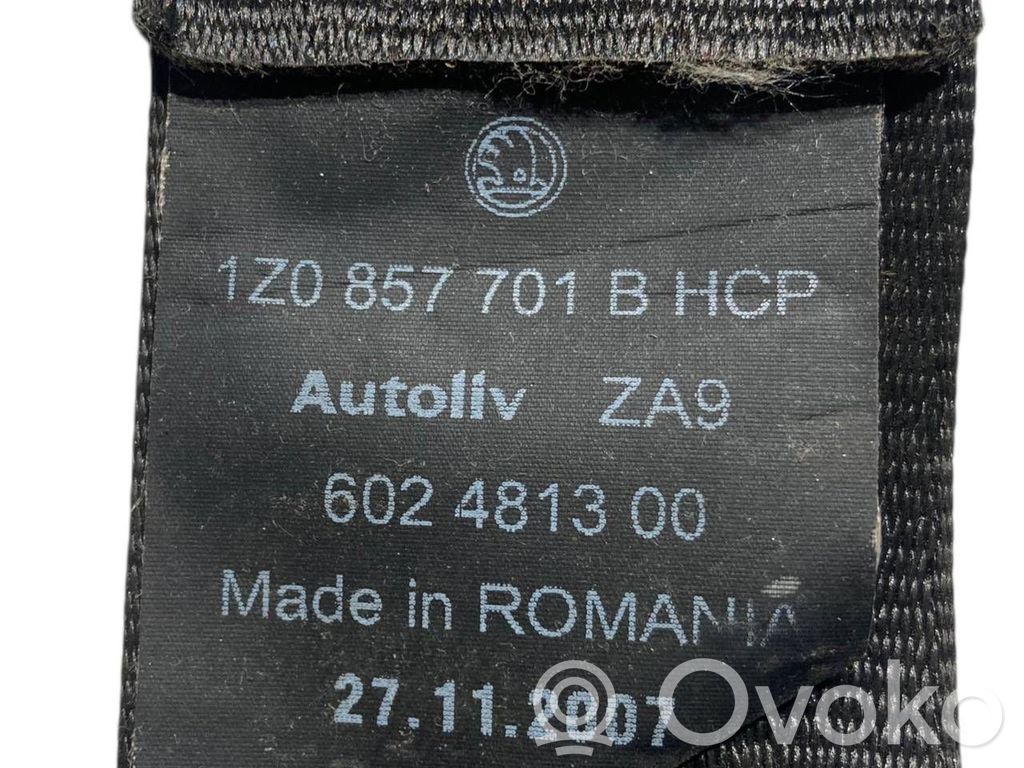 1Z0 857 701 B HCP
Autoliv ZA9
602 4813 00
Made in ROMANIA
27.11.2007
Ovoko